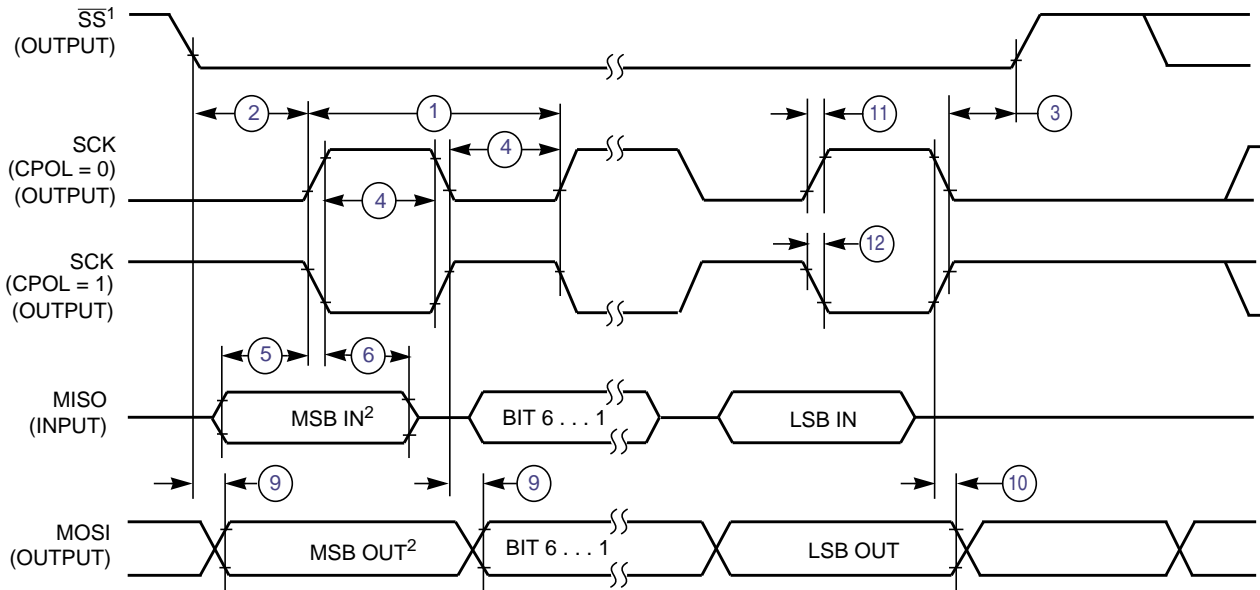 SS¹
(OUTPUT)
2
1
11
3
SCK
(CPOL = 0)
(OUTPUT)
4
4
12
SCK
(CPOL = 1)
(OUTPUT)
5
6
MISO
(INPUT)
MSB IN²
BIT 6 . . . 1
LSB IN
9
9
10
MOSI
(OUTPUT)
MSB OUT²
BIT 6 . . . 1
LSB OUT